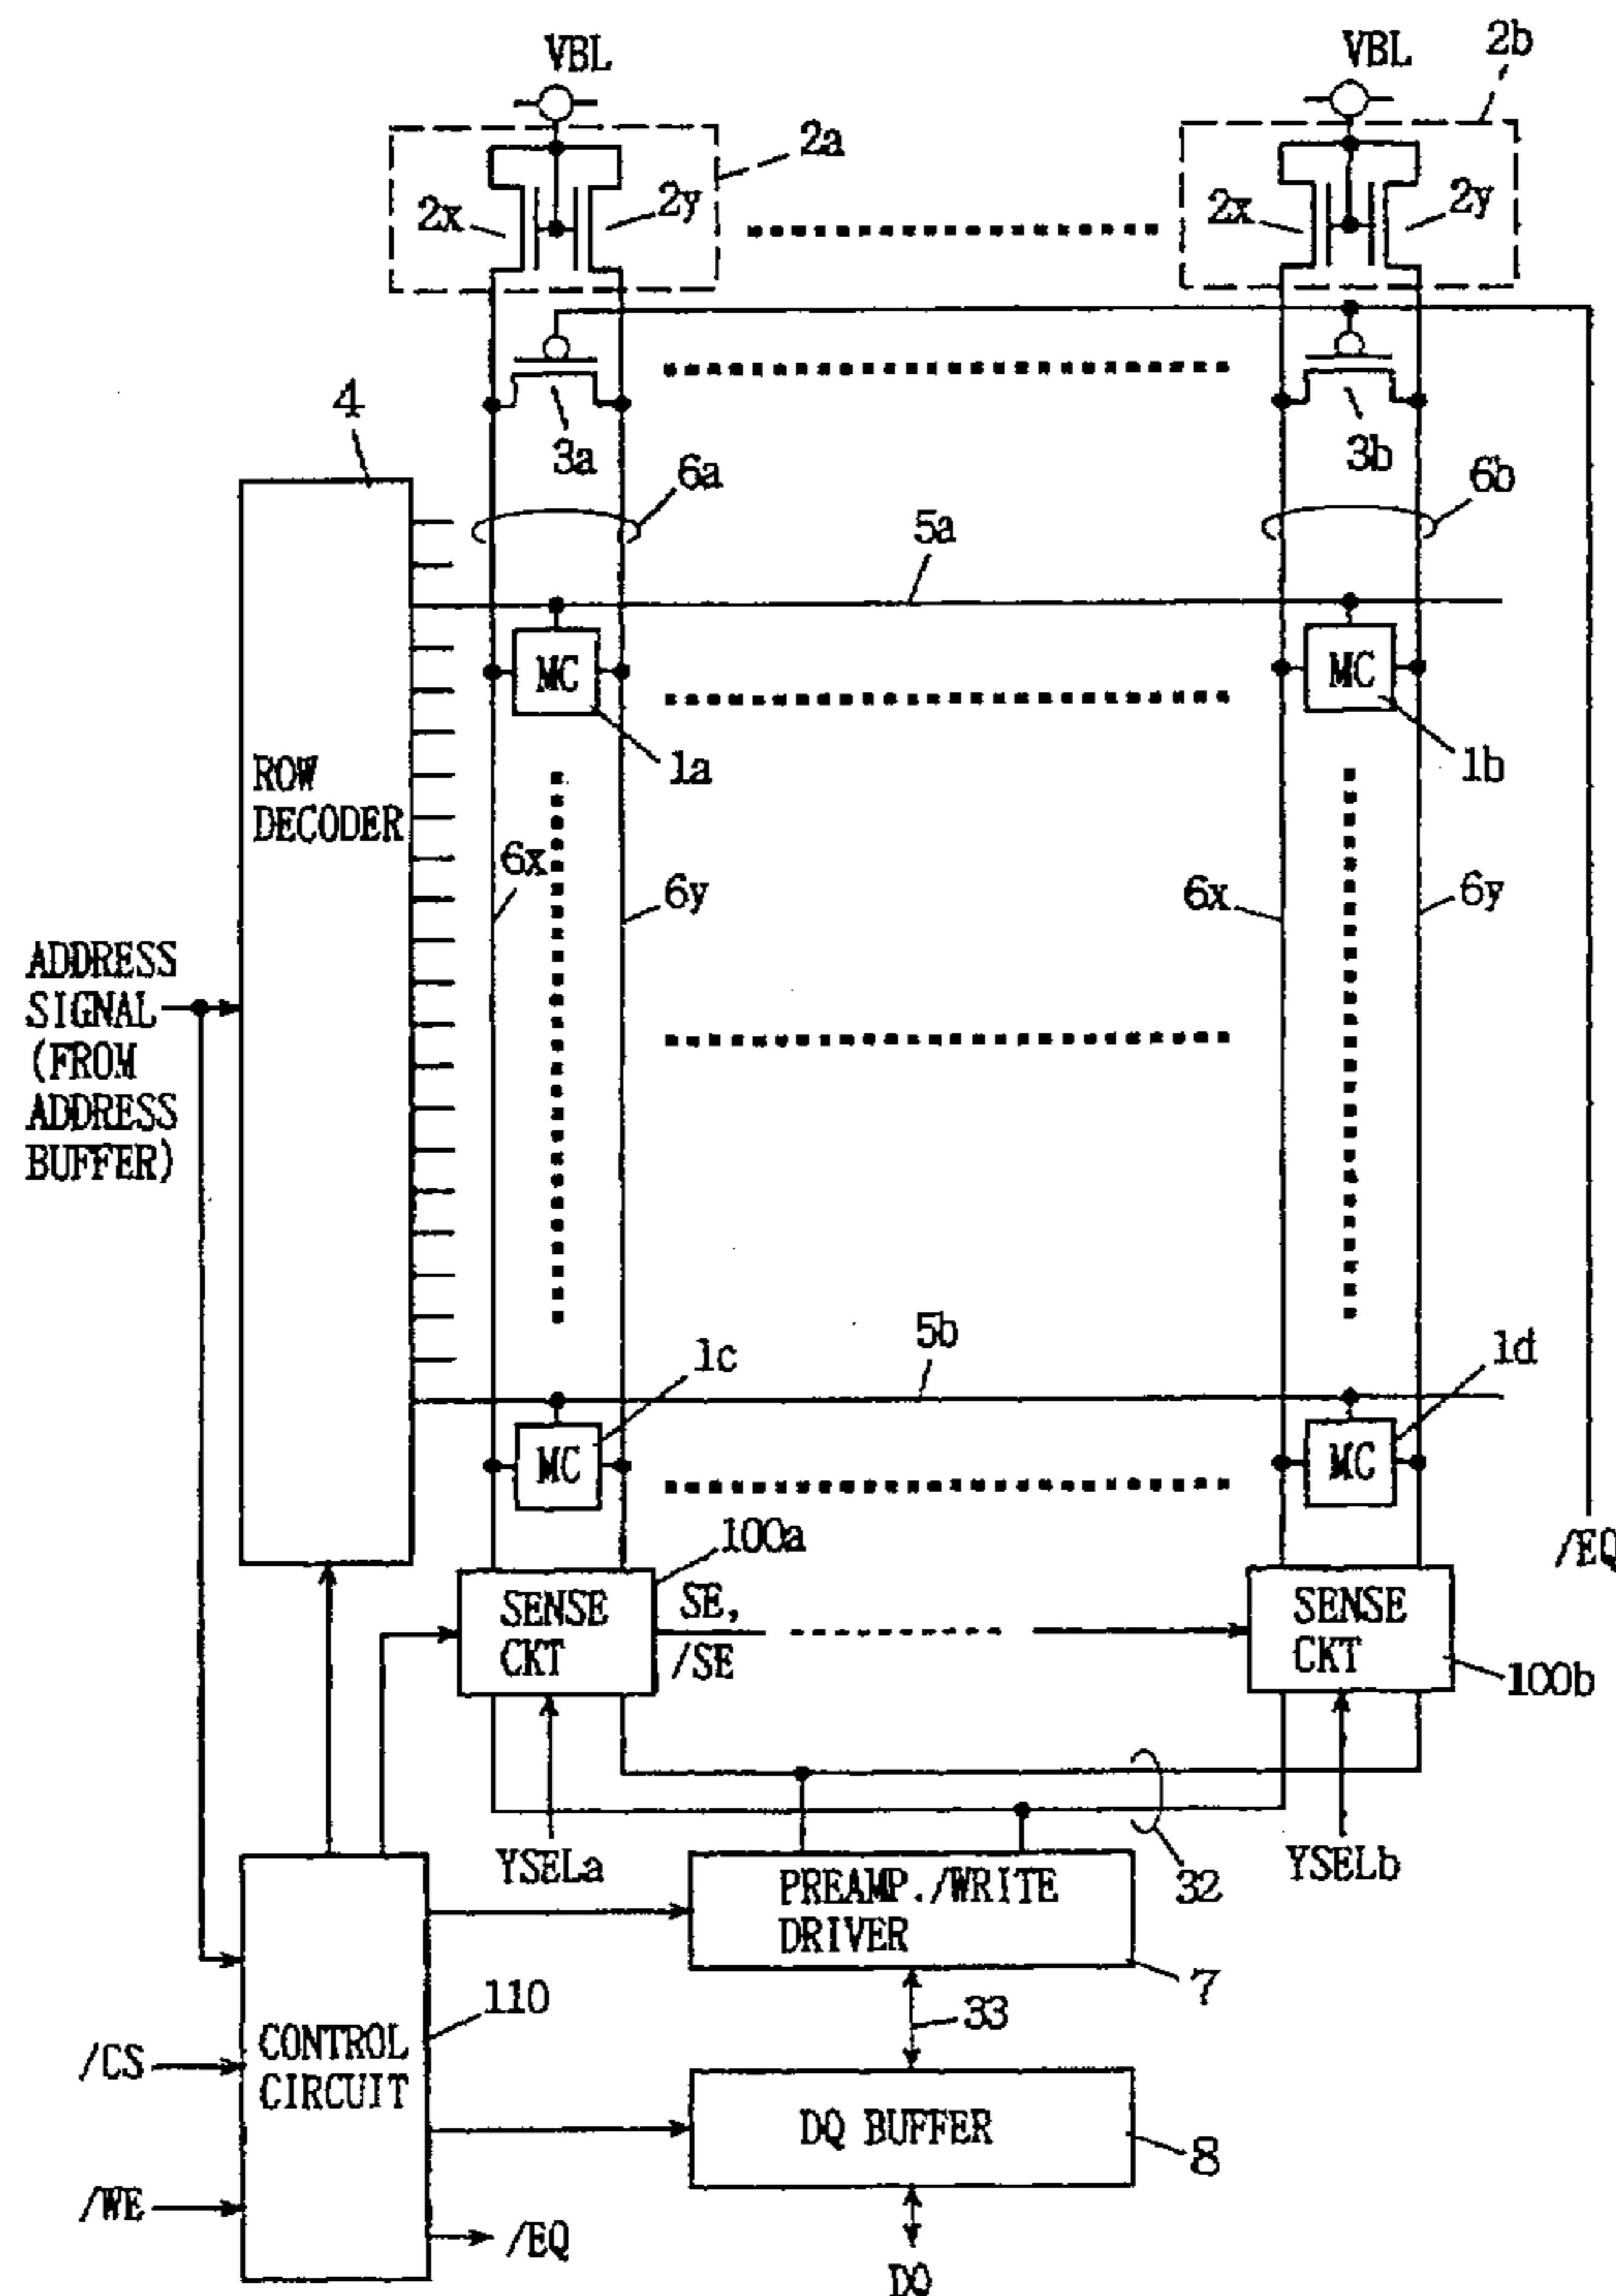 VBL
VBL
2b
2a
2x
2y
2x
2y
4
3a
3b
6a
6b
5a
MC
MC
1a
1b
ROW
DECODER
6x
6y
6x
6y
ADDRESS
SIGNAL
(FROM
ADDRESS
BUFFER)
5b
1c
1d
MC
MC
100a
/EQ
SENSE
CKT
SE,
/SE
SENSE
CKT
100b
YSELa
YSELb
32
PREAMP./WRITE
DRIVER
7
110
33
/CS
CONTROL
CIRCUIT
DQ BUFFER
8
/WE
/EQ
DQ